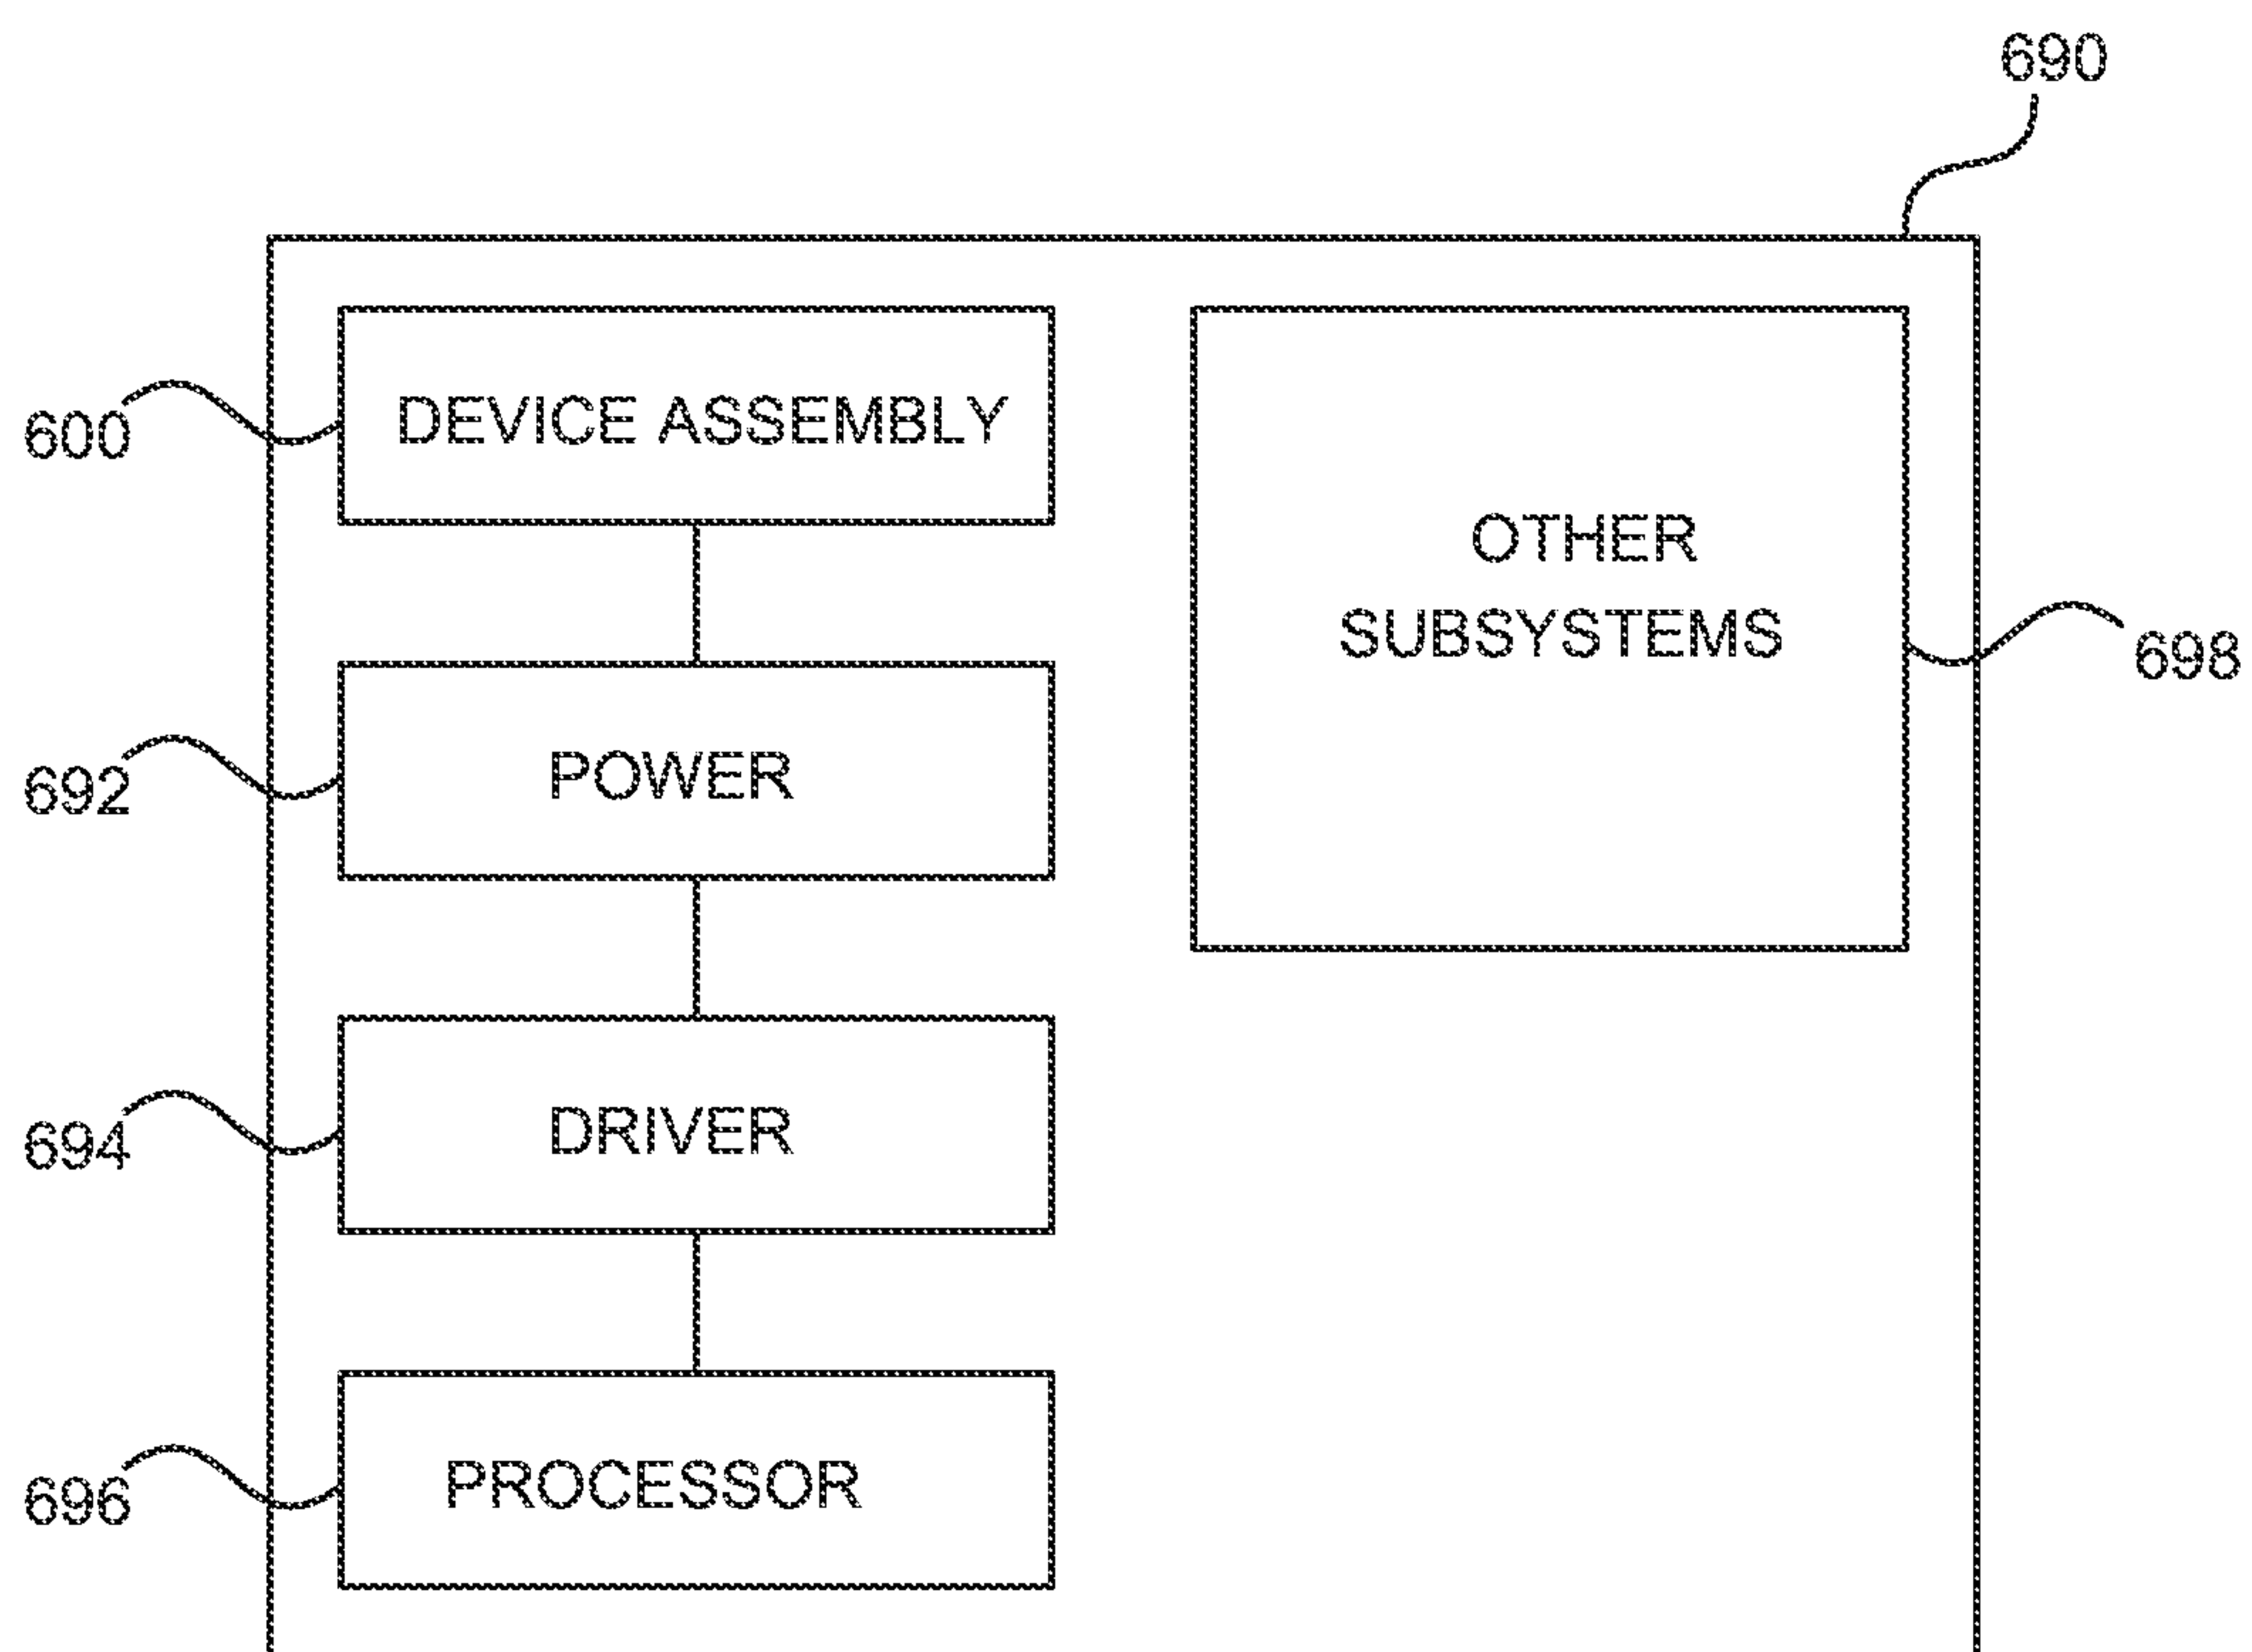 690
600
DEVICE ASSEMBLY
OTHER
SUBSYSTEMS
698
692
POWER
694
DRIVER
696
PROCESSOR